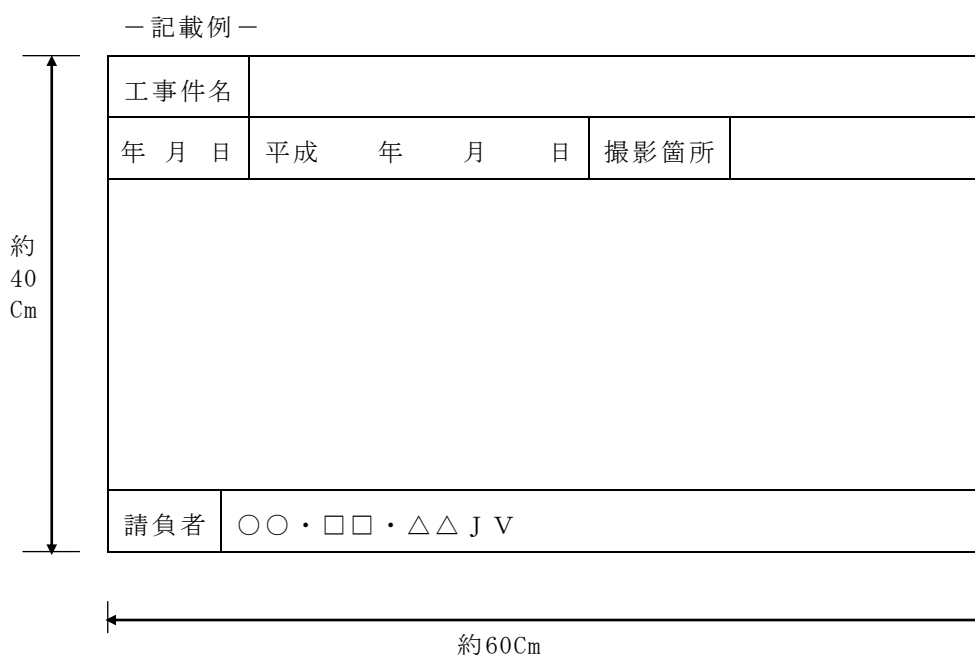 －記載例－
工事件名
年 月 日 平成 年 月 日 撮影箇所
約
40
Cm
請負者 ○○・□□・△△ＪＶ
約60Cm